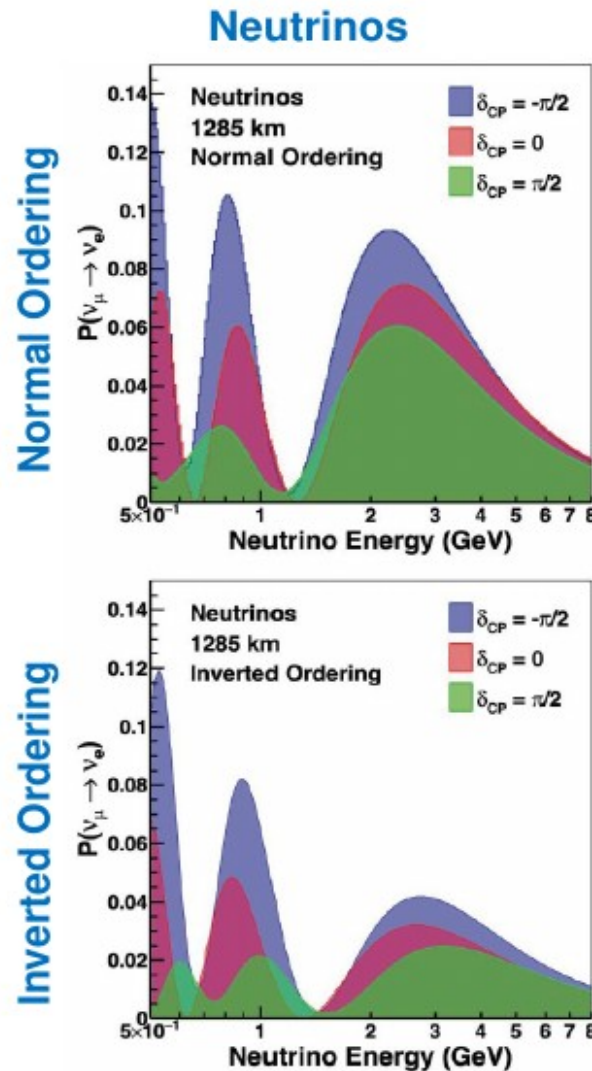 Neutrinos
Normal Ordering
P(νμ → νe)
0.14
0.12
0.1
0.08
0.06
0.04
0.02
0
Neutrinos
1285 km
Normal Ordering
δCP = -π/2
δCP = 0
δCP = π/2
5×10⁻¹ 1 2 3 4 5 6 7 8
Neutrino Energy (GeV)
Inverted Ordering
P(νμ → νe)
0.14
0.12
0.1
0.08
0.06
0.04
0.02
0
Neutrinos
1285 km
Inverted Ordering
δCP = -π/2
δCP = 0
δCP = π/2
5×10⁻¹ 1 2 3 4 5 6 7 8
Neutrino Energy (GeV)